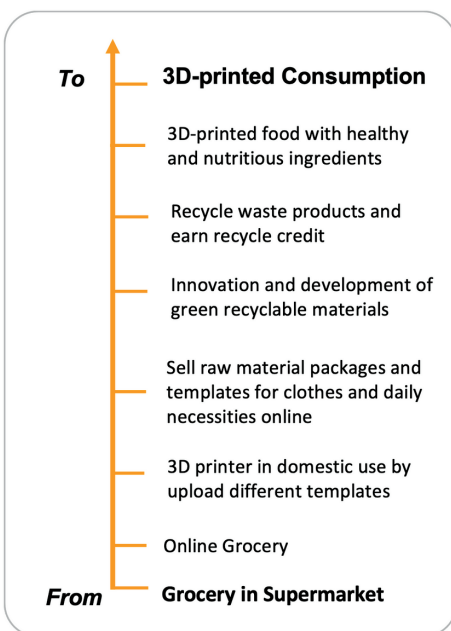 To 3D-printed Consumption
3D-printed food with healthy
and nutritious ingredients
Recycle waste products and
earn recycle credit
Innovation and development of
green recyclable materials
Sell raw material packages and
templates for clothes and daily
necessities online
3D printer in domestic use by
upload different templates
Online Grocery
From Grocery in Supermarket